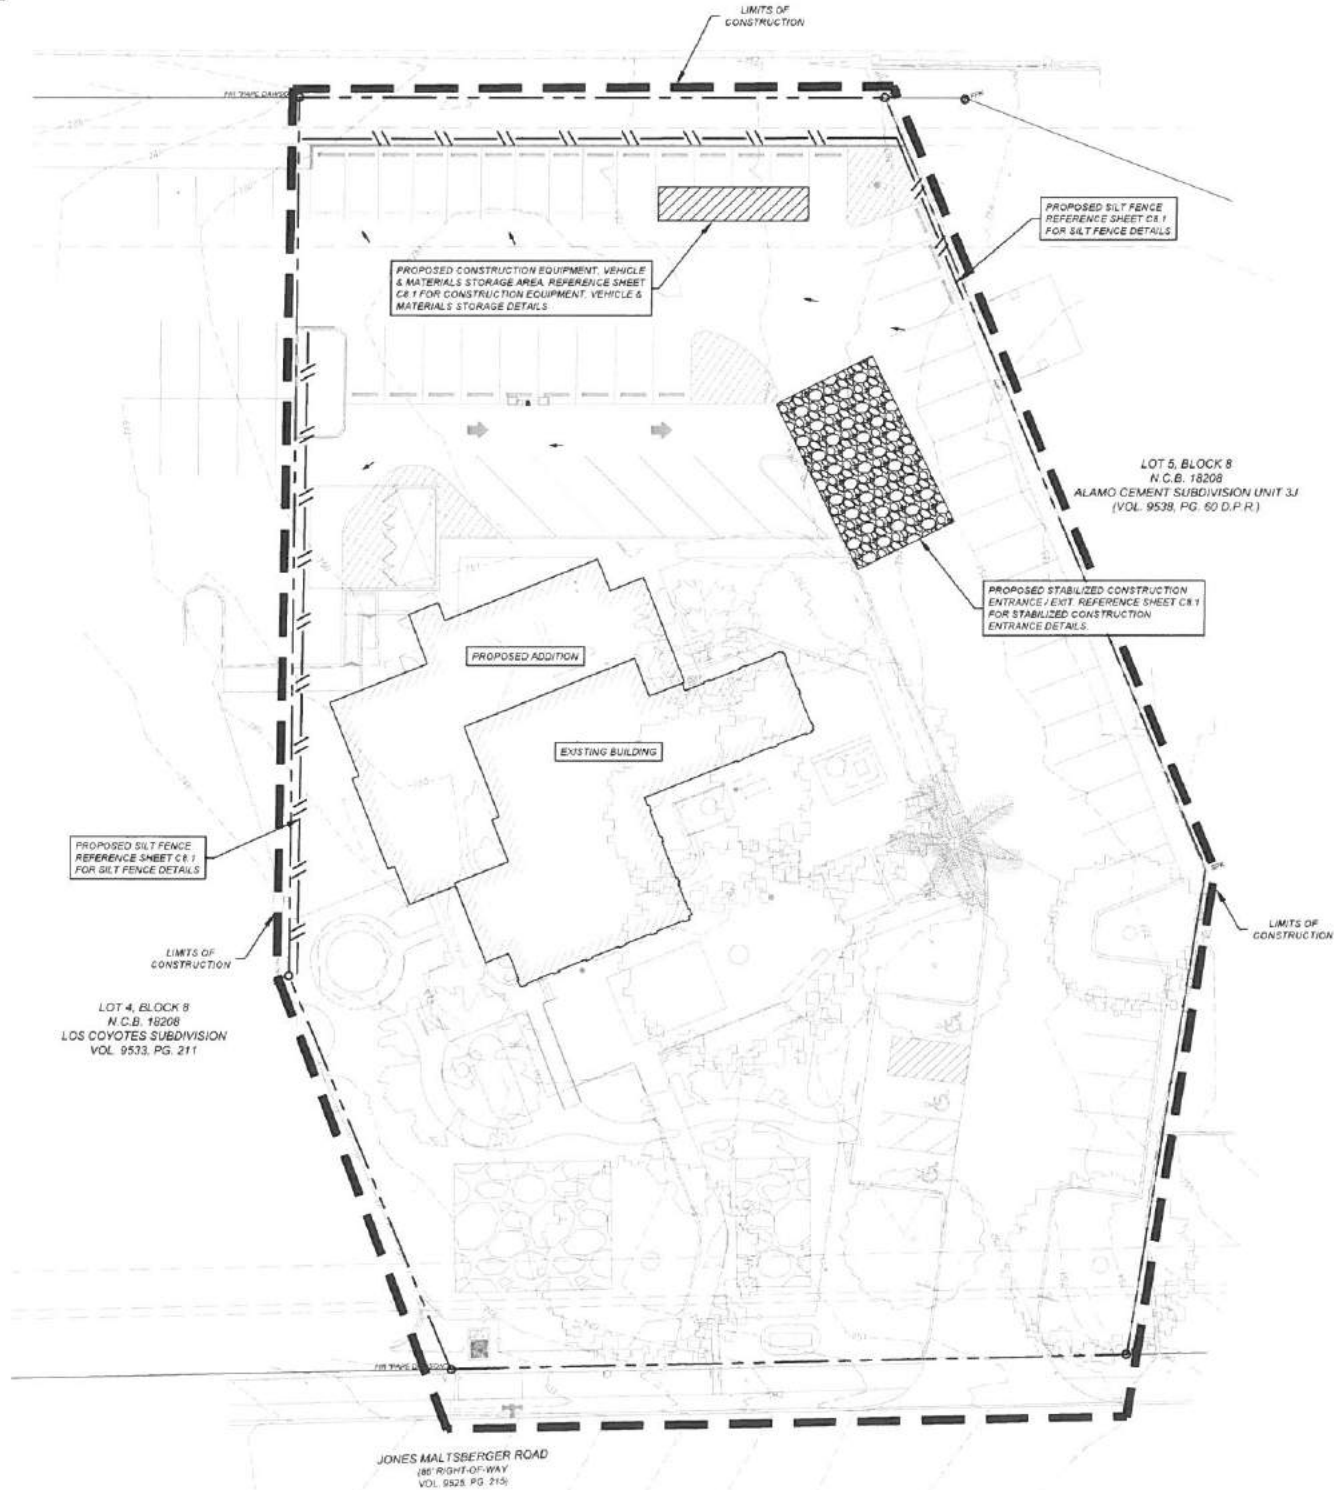 LIMITS OF
CONSTRUCTION
FPK
PROPOSED SILT FENCE
REFERENCE SHEET C8.1
FOR SILT FENCE DETAILS
PROPOSED CONSTRUCTION EQUIPMENT, VEHICLE
& MATERIALS STORAGE AREA. REFERENCE SHEET
C8.1 FOR CONSTRUCTION EQUIPMENT, VEHICLE &
MATERIALS STORAGE DETAILS
LOT 5, BLOCK 8
N.C.B. 18208
ALAMO CEMENT SUBDIVISION UNIT 3J
(VOL. 9538, PG. 60 D.P.R.)
PROPOSED STABILIZED CONSTRUCTION
ENTRANCE / EXIT. REFERENCE SHEET C8.1
FOR STABILIZED CONSTRUCTION
ENTRANCE DETAILS.
PROPOSED ADDITION
EXISTING BUILDING
PROPOSED SILT FENCE
REFERENCE SHEET C8.1
FOR SILT FENCE DETAILS
LIMITS OF
CONSTRUCTION
LIMITS OF
CONSTRUCTION
LOT 4, BLOCK 8
N.C.B. 18208
LOS COYOTES SUBDIVISION
VOL. 9533, PG. 211
JONES MALTSBERGER ROAD
(86' RIGHT-OF-WAY
VOL. 9528, PG. 215)